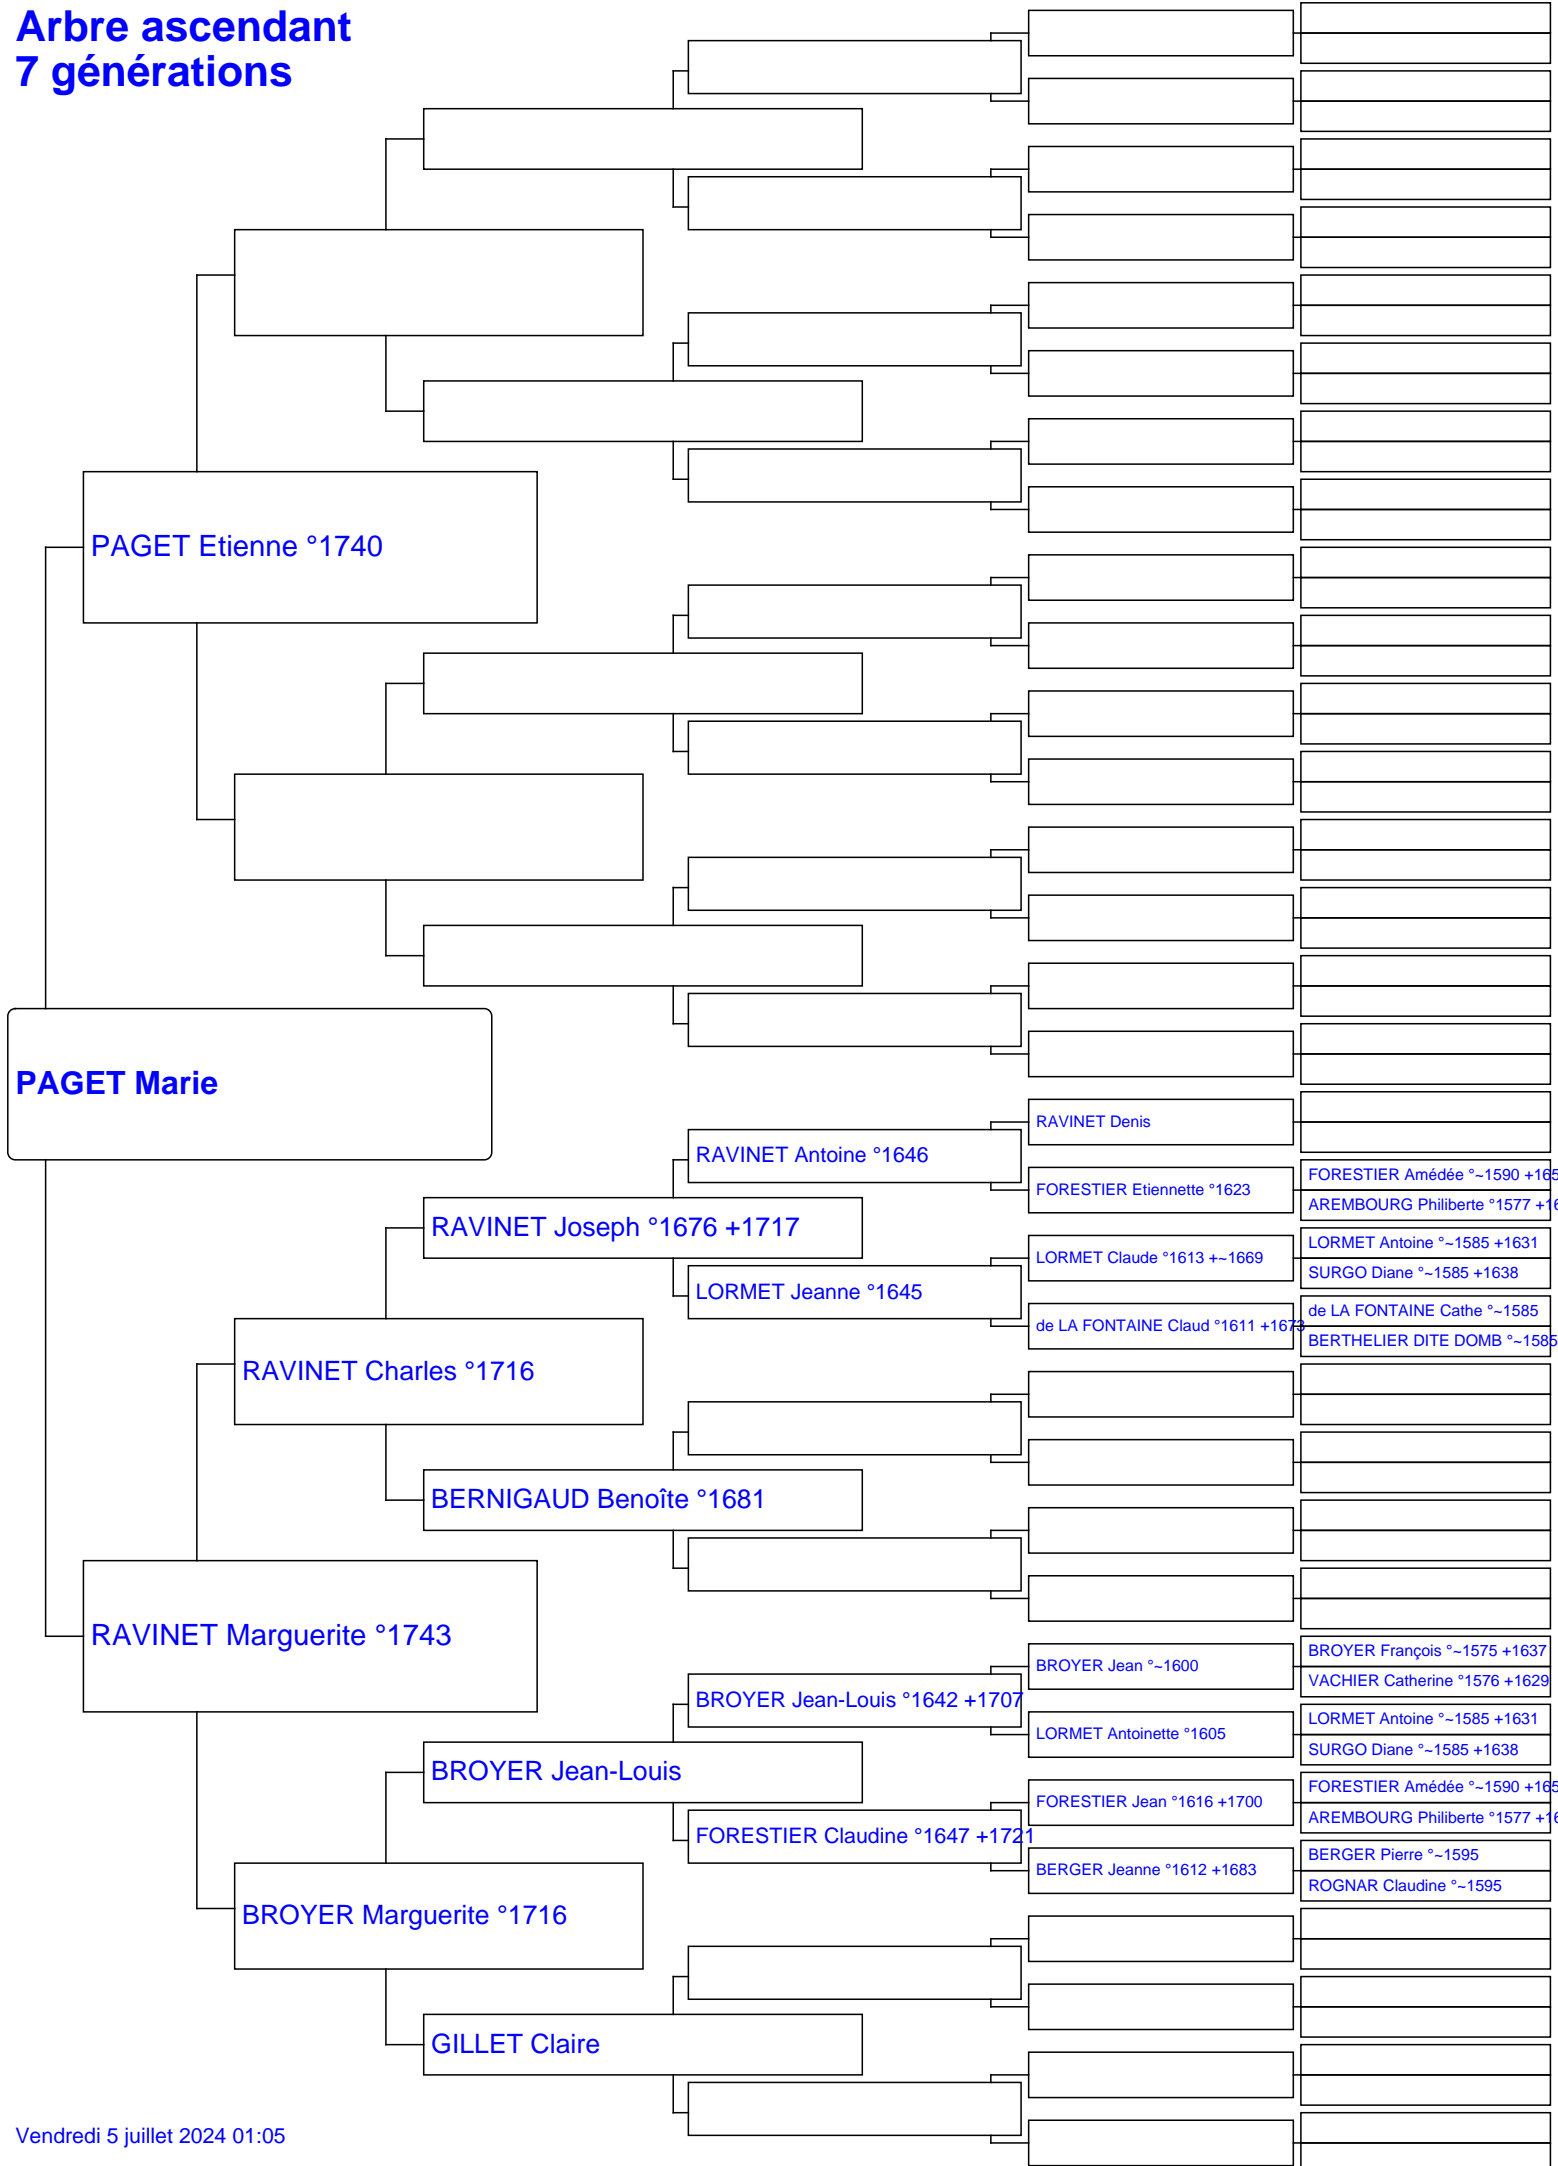 Arbre ascendant
7 générations
PAGET Etienne °1740
PAGET Marie
RAVINET Denis
RAVINET Antoine °1646
FORESTIER Etiennette °1623
FORESTIER Amédée °~1590 +165
AREMBOURG Philiberte °1577 +16
RAVINET Joseph °1676 +1717
LORMET Claude °1613 +~1669
LORMET Antoine °~1585 +1631
SURGO Diane °~1585 +1638
LORMET Jeanne °1645
de LA FONTAINE Claud °1611 +1673
de LA FONTAINE Cathe °~1585
BERTHELIER DITE DOMB °~1585
RAVINET Charles °1716
BERNIGAUD Benoîte °1681
RAVINET Marguerite °1743
BROYER Jean °~1600
BROYER François °~1575 +1637
VACHIER Catherine °1576 +1629
BROYER Jean-Louis °1642 +1707
LORMET Antoinette °1605
LORMET Antoine °~1585 +1631
SURGO Diane °~1585 +1638
BROYER Jean-Louis
FORESTIER Jean °1616 +1700
FORESTIER Amédée °~1590 +165
AREMBOURG Philiberte °1577 +16
FORESTIER Claudine °1647 +1721
BERGER Jeanne °1612 +1683
BERGER Pierre °~1595
ROGNAR Claudine °~1595
BROYER Marguerite °1716
GILLET Claire
Vendredi 5 juillet 2024 01:05